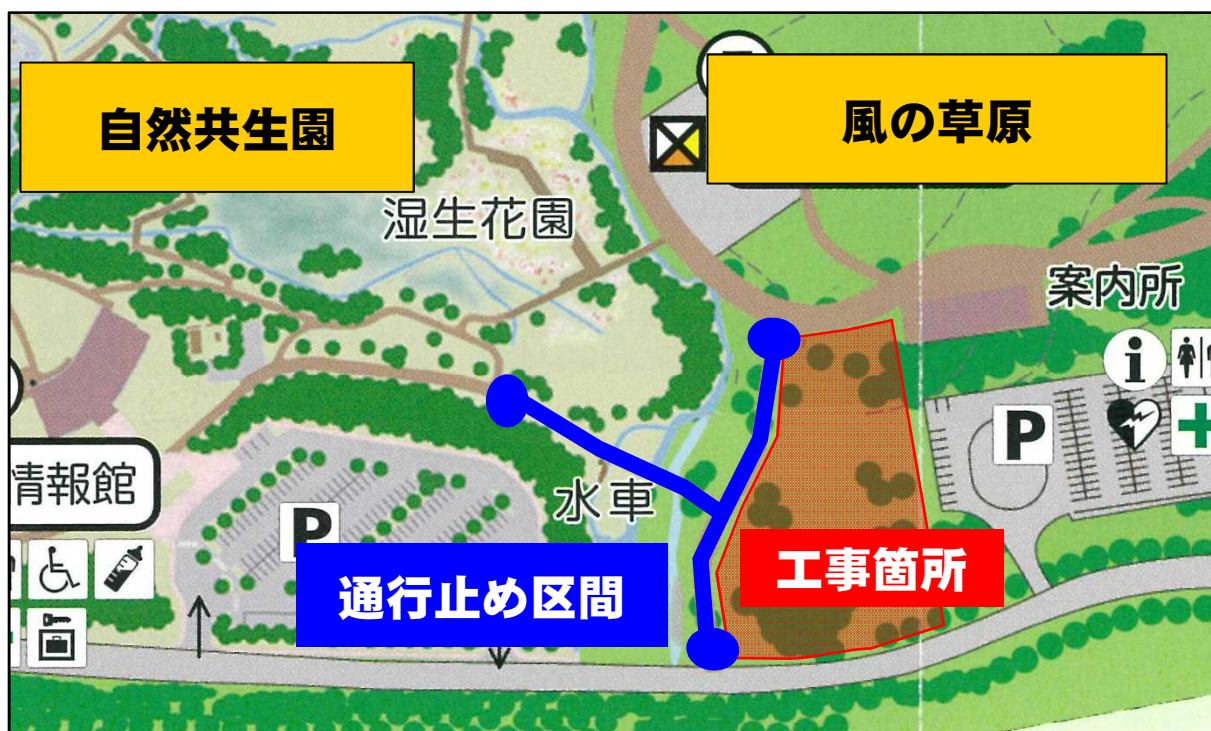 自然共生園
風の草原
湿生花園
案内所
i
P
情報館
水車
P
通行止め区間
工事箇所